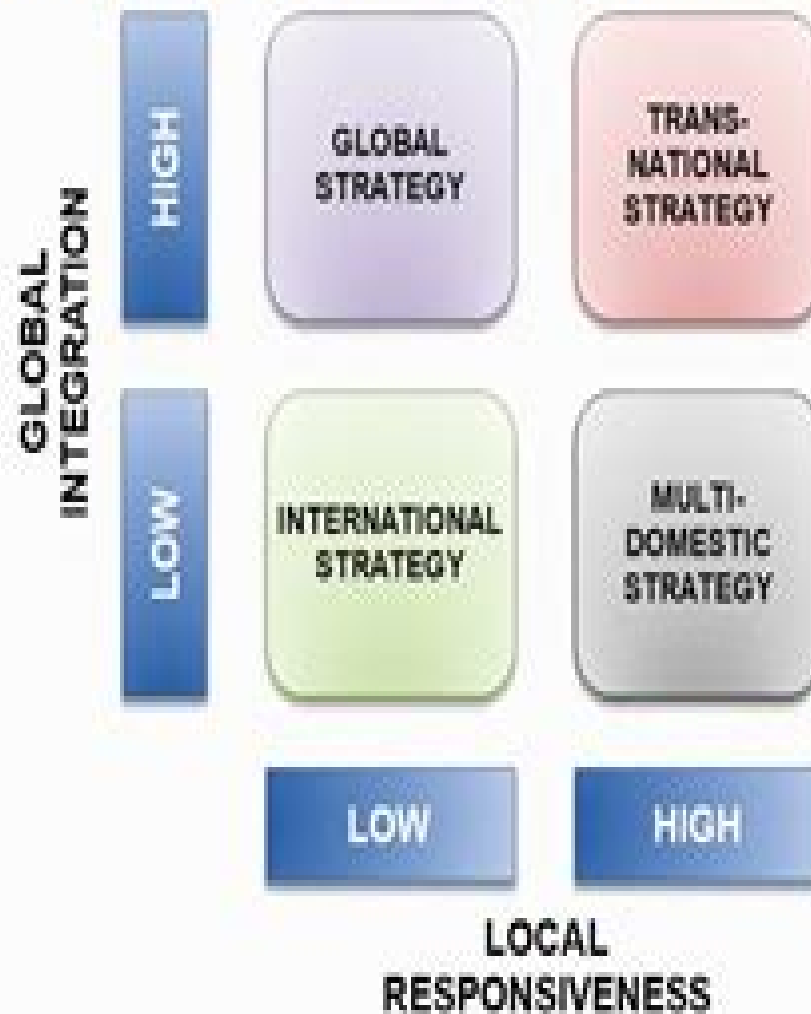 GLOBAL
INTEGRATION
HIGH
GLOBAL
STRATEGY
TRANS-
NATIONAL
STRATEGY
LOW
INTERNATIONAL
STRATEGY
MULTI-
DOMESTIC
STRATEGY
LOW
HIGH
LOCAL
RESPONSIVENESS